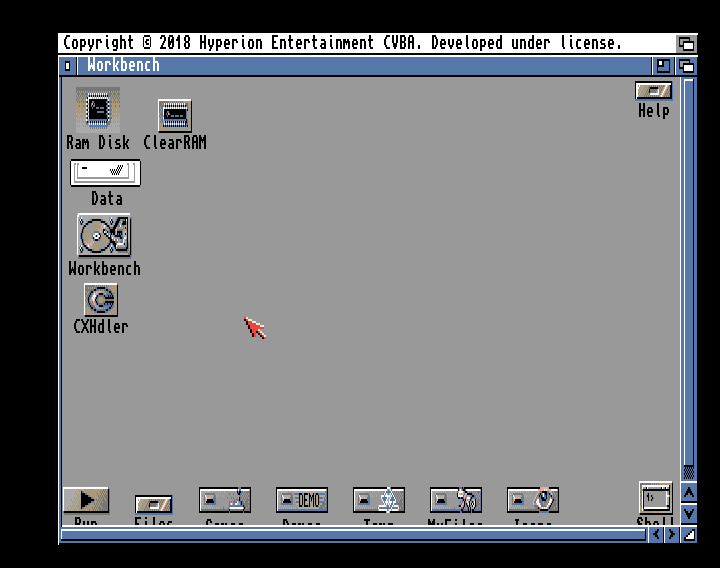 Copyright © 2018 Hyperion Entertainment CVBA. Developed under license.
Workbench
Help
Ram Disk ClearRAM
Data
Workbench
CXHdler
DEMO
Run Files Games Demos MyFiles Icons Shell